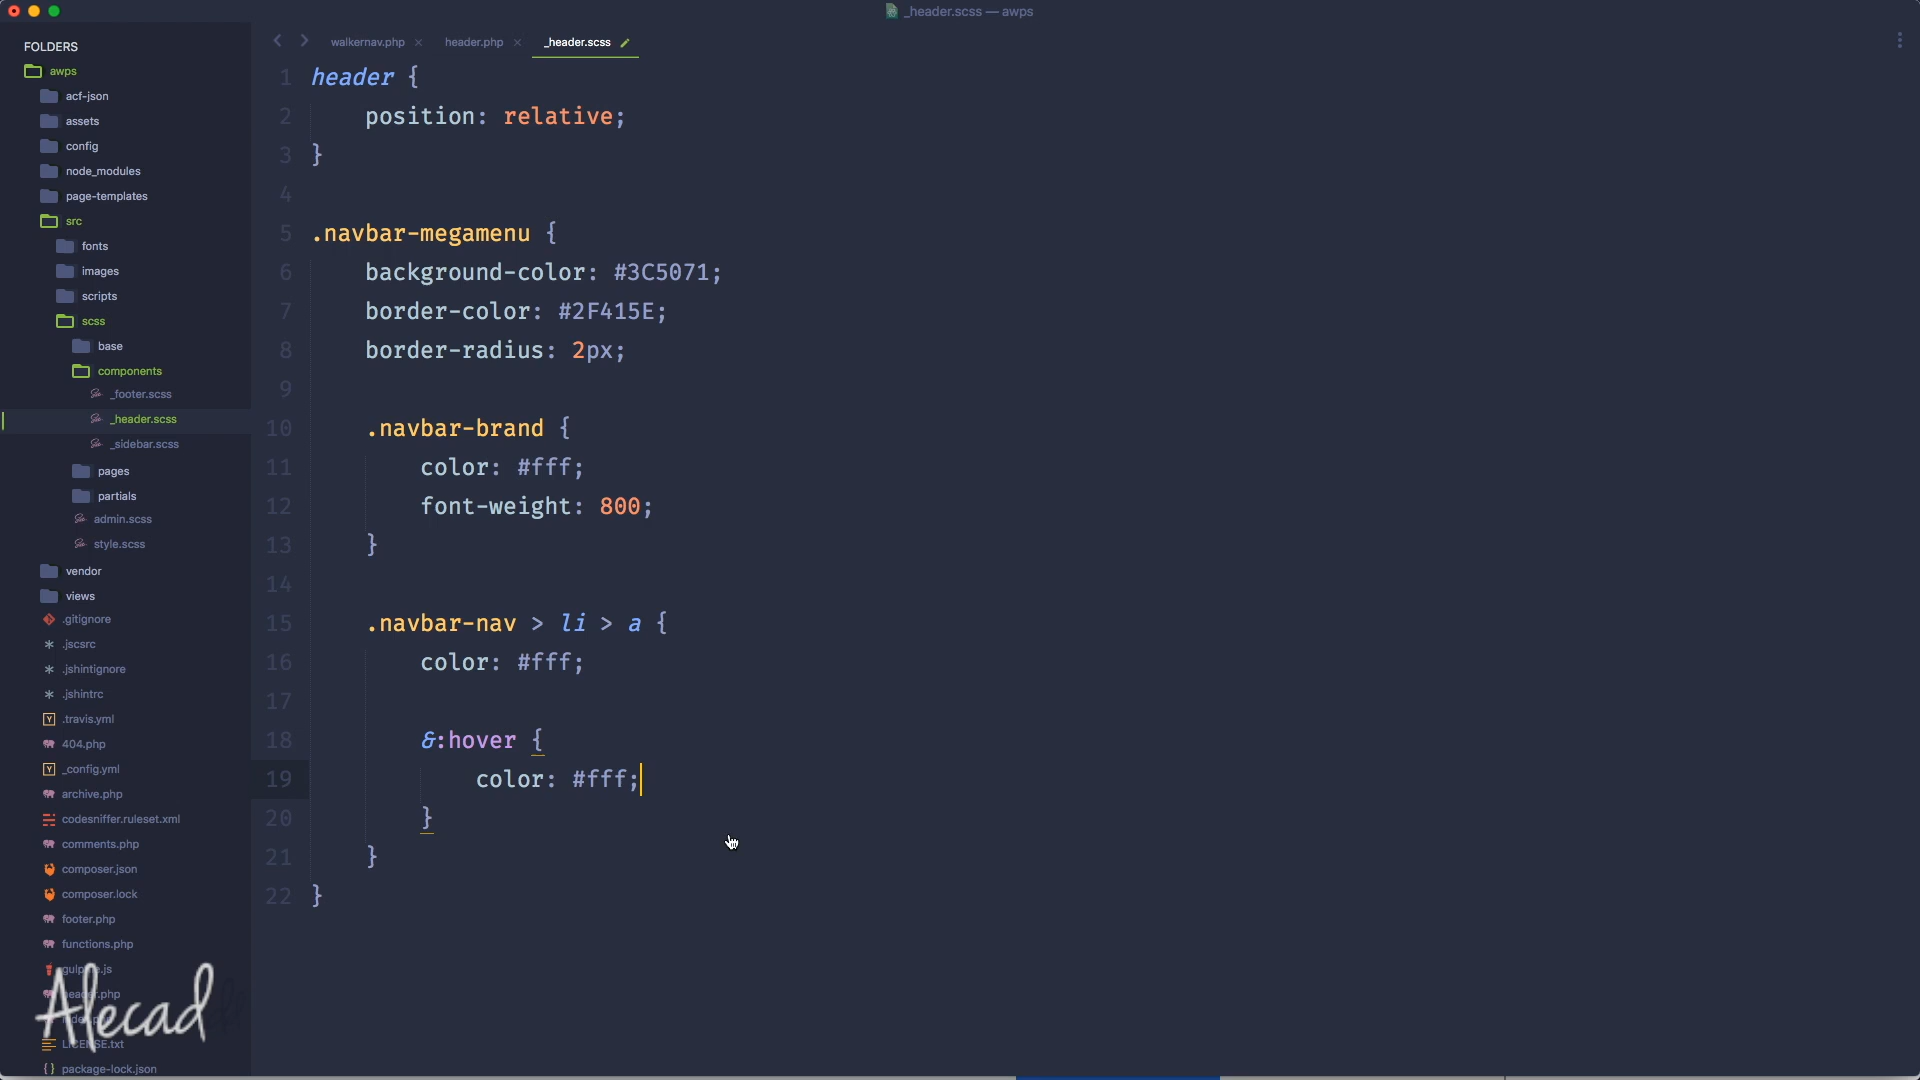 _header.scss — awps
FOLDERS
awps
acf-json
assets
config
node_modules
page-templates
src
fonts
images
scripts
scss
base
components
_footer.scss
_header.scss
_sidebar.scss
pages
partials
admin.scss
style.scss
vendor
views
.gitignore
.jscsrc
.jshintignore
.jshintrc
.travis.yml
404.php
_config.yml
archive.php
codesniffer.ruleset.xml
comments.php
composer.json
composer.lock
footer.php
functions.php
header.php
LICENSE.txt
package-lock.json
Alecad
walkernav.php
header.php
_header.scss
1 header {
2 position: relative;
3 }
4
5 .navbar-megamenu {
6 background-color: #3C5071;
7 border-color: #2F415E;
8 border-radius: 2px;
9
10 .navbar-brand {
11 color: #fff;
12 font-weight: 800;
13 }
14
15 .navbar-nav > li > a {
16 color: #fff;
17
18 &:hover {
19 color: #fff;
20 }
21 }
22 }